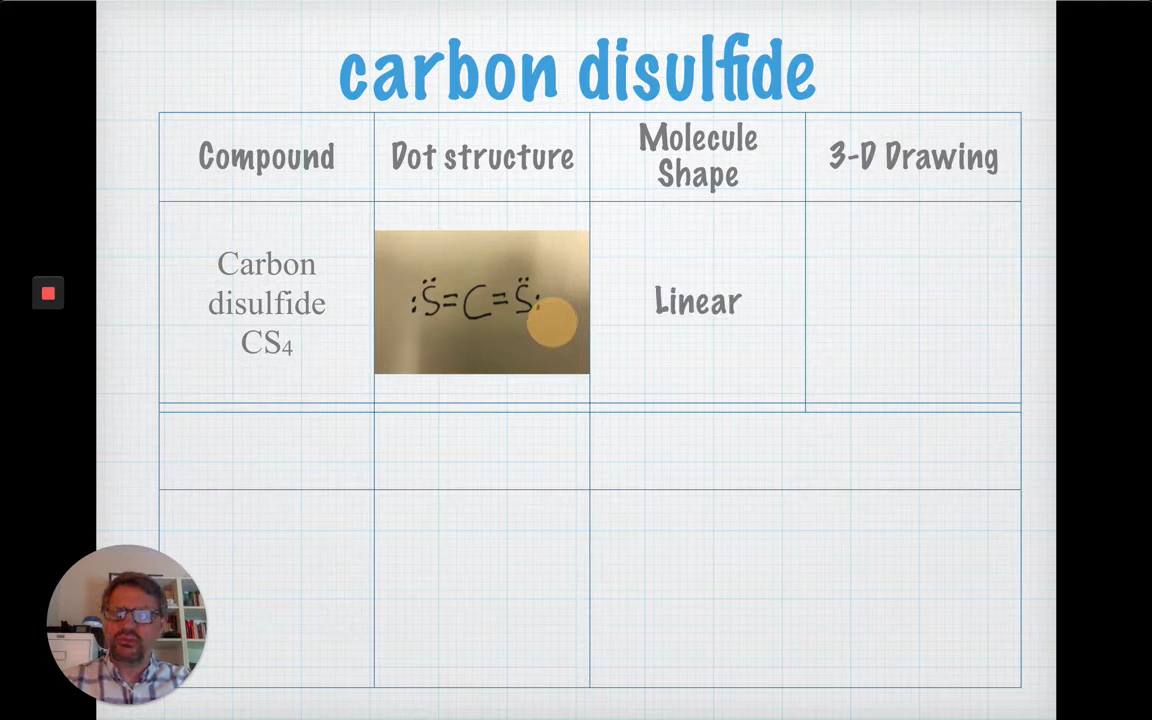 carbon disulfide
Compound
Dot structure
Molecule
Shape
3-D Drawing
Carbon
disulfide
CS₄
:S̈=C=S̈:
Linear